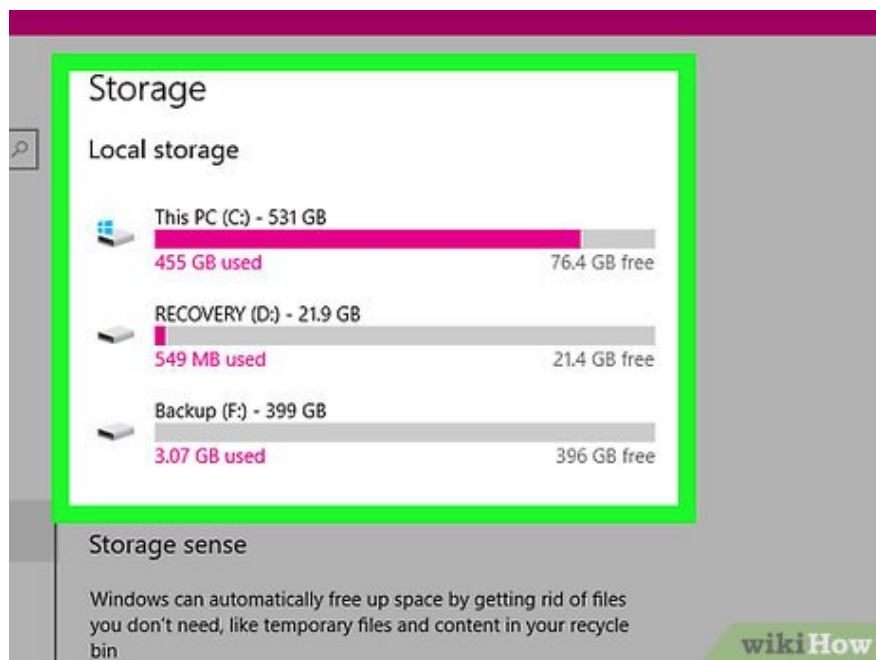 Storage
Local storage
This PC (C:) - 531 GB
455 GB used
76.4 GB free
RECOVERY (D:) - 21.9 GB
549 MB used
21.4 GB free
Backup (F:) - 399 GB
3.07 GB used
396 GB free
Storage sense
Windows can automatically free up space by getting rid of files
you don't need, like temporary files and content in your recycle
bin
wikiHow